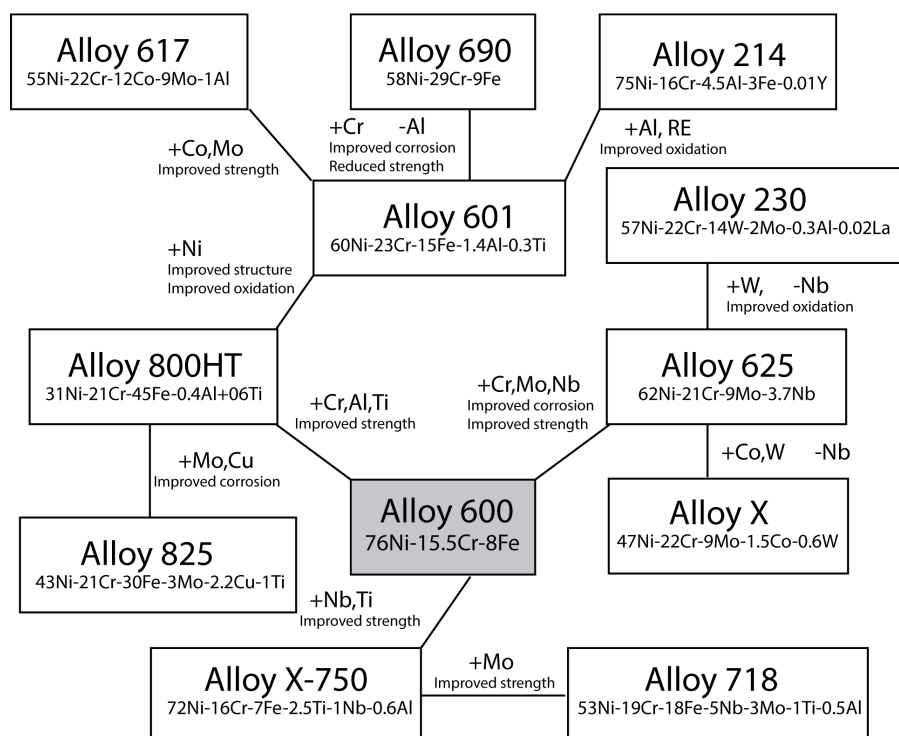 Alloy 617
55Ni-22Cr-12Co-9Mo-1Al
Alloy 690
58Ni-29Cr-9Fe
Alloy 214
75Ni-16Cr-4.5Al-3Fe-0.01Y
+Co,Mo
Improved strength
+Cr -Al
Improved corrosion
Reduced strength
+Al, RE
Improved oxidation
Alloy 601
60Ni-23Cr-15Fe-1.4Al-0.3Ti
Alloy 230
57Ni-22Cr-14W-2Mo-0.3Al-0.02La
+Ni
Improved structure
Improved oxidation
+W, -Nb
Improved oxidation
Alloy 800HT
31Ni-21Cr-45Fe-0.4Al+06Ti
Alloy 625
62Ni-21Cr-9Mo-3.7Nb
+Cr,Al,Ti
Improved strength
+Cr,Mo,Nb
Improved corrosion
Improved strength
+Mo,Cu
Improved corrosion
+Co,W -Nb
Alloy 600
76Ni-15.5Cr-8Fe
Alloy X
47Ni-22Cr-9Mo-1.5Co-0.6W
Alloy 825
43Ni-21Cr-30Fe-3Mo-2.2Cu-1Ti
+Nb,Ti
Improved strength
Alloy X-750
72Ni-16Cr-7Fe-2.5Ti-1Nb-0.6Al
+Mo
Improved strength
Alloy 718
53Ni-19Cr-18Fe-5Nb-3Mo-1Ti-0.5Al